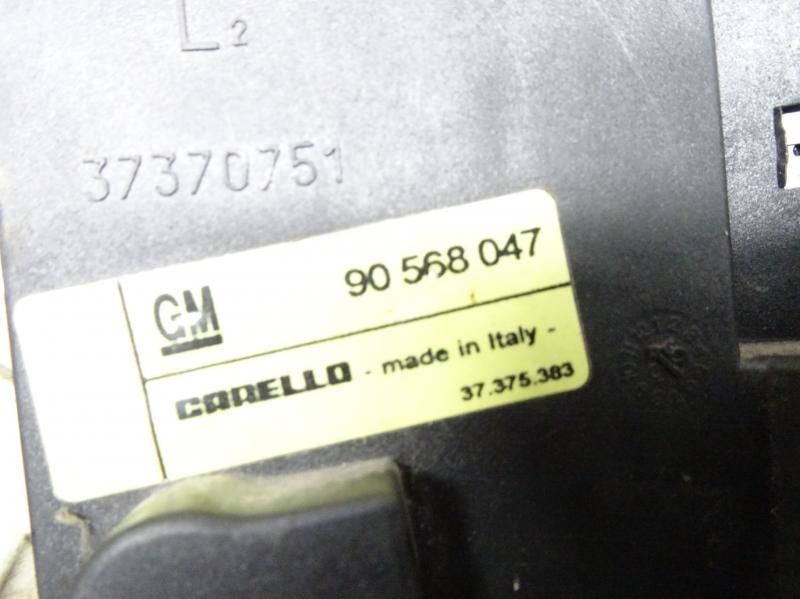 L2
37370751
GM 90 568 047
CARELLO - made in Italy -
37.375.383